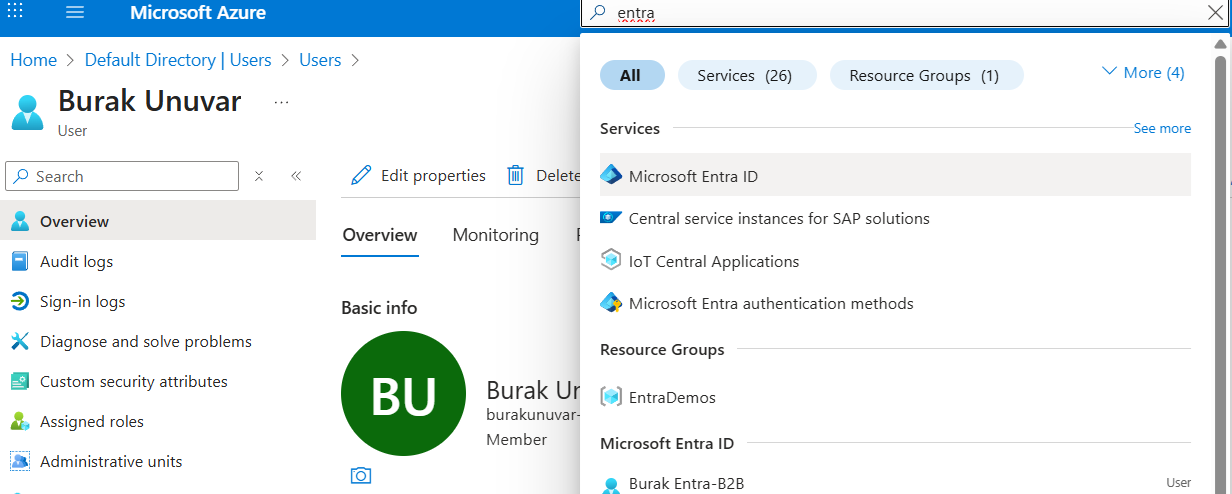 Microsoft Azure
entra
Home > Default Directory | Users > Users >
Burak Unuvar ...
User
Search
Overview
Audit logs
Sign-in logs
Diagnose and solve problems
Custom security attributes
Assigned roles
Administrative units
Edit properties
Delete
Overview
Monitoring
Basic info
BU
Burak Un
burakunuvar-
Member
All
Services (26)
Resource Groups (1)
More (4)
Services
See more
Microsoft Entra ID
Central service instances for SAP solutions
IoT Central Applications
Microsoft Entra authentication methods
Resource Groups
EntraDemos
Microsoft Entra ID
Burak Entra-B2B
User